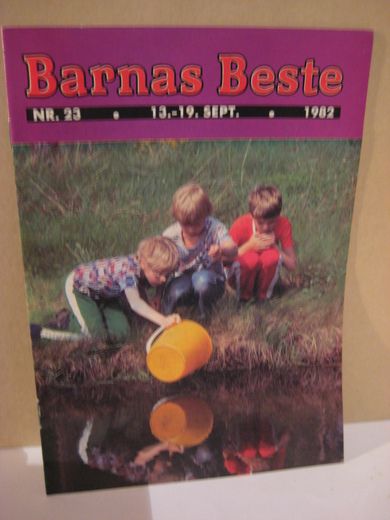 Barnas Beste
NR. 23 • 13.-19. SEPT. • 1982